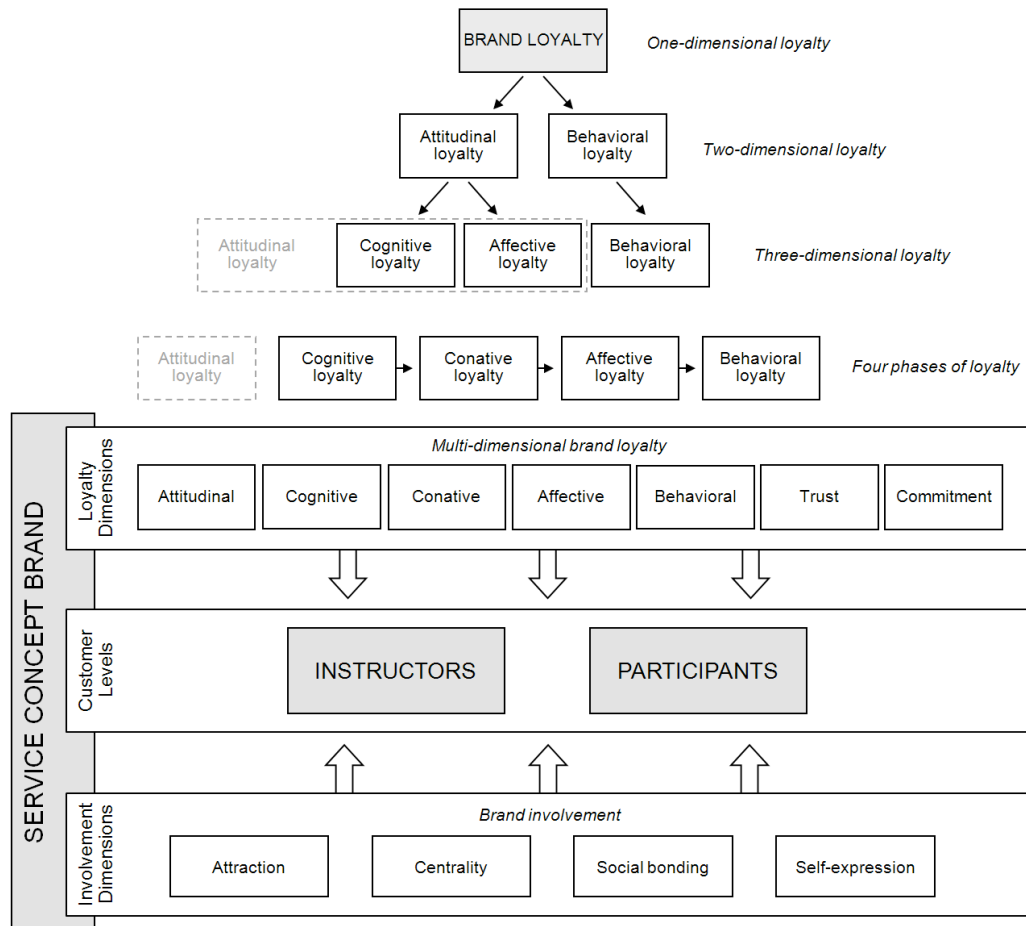 BRAND LOYALTY
One-dimensional loyalty
Attitudinal
loyalty
Behavioral
loyalty
Two-dimensional loyalty
Attitudinal
loyalty
Cognitive
loyalty
Affective
loyalty
Behavioral
loyalty
Three-dimensional loyalty
Attitudinal
loyalty
Cognitive
loyalty
Conative
loyalty
Affective
loyalty
Behavioral
loyalty
Four phases of loyalty
SERVICE CONCEPT BRAND
Loyalty
Dimensions
Multi-dimensional brand loyalty
Attitudinal
Cognitive
Conative
Affective
Behavioral
Trust
Commitment
Customer
Levels
INSTRUCTORS
PARTICIPANTS
Involvement
Dimensions
Brand involvement
Attraction
Centrality
Social bonding
Self-expression